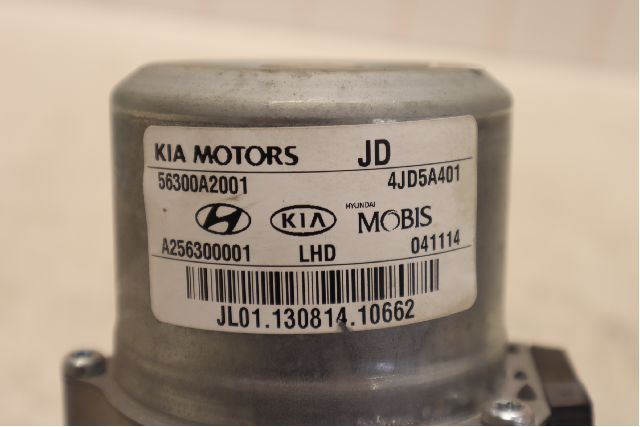 KIA MOTORS JD
56300A2001 4JD5A401
KIA HYUNDAI MOBIS
A256300001 LHD 041114
JL01.130814.10662